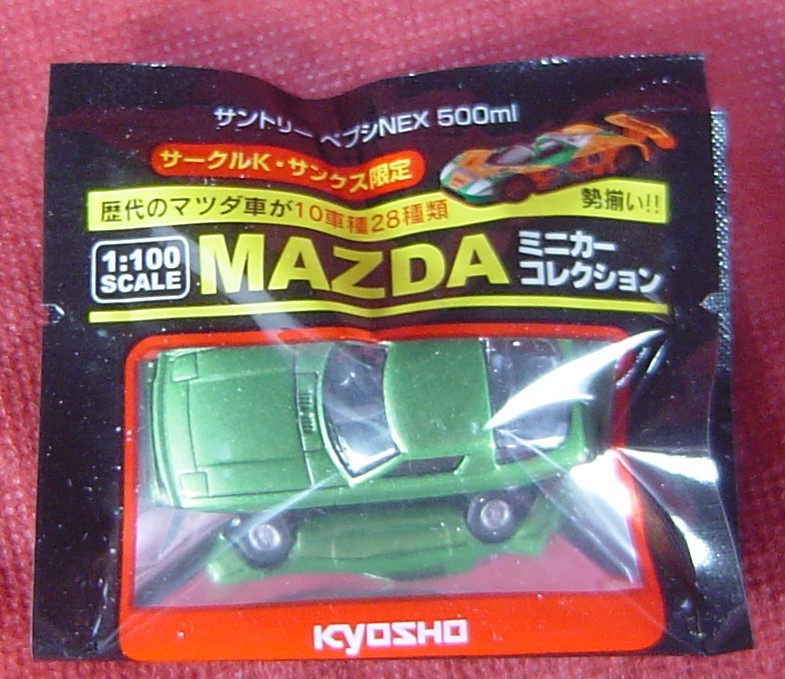 サントリー ペプシNEX 500ml
サークルK・サンクス限定
歴代のマツダ車が10車種28種類
勢揃い!!
1:100
SCALE
MAZDA
ミニカー
コレクション
KYOSHO